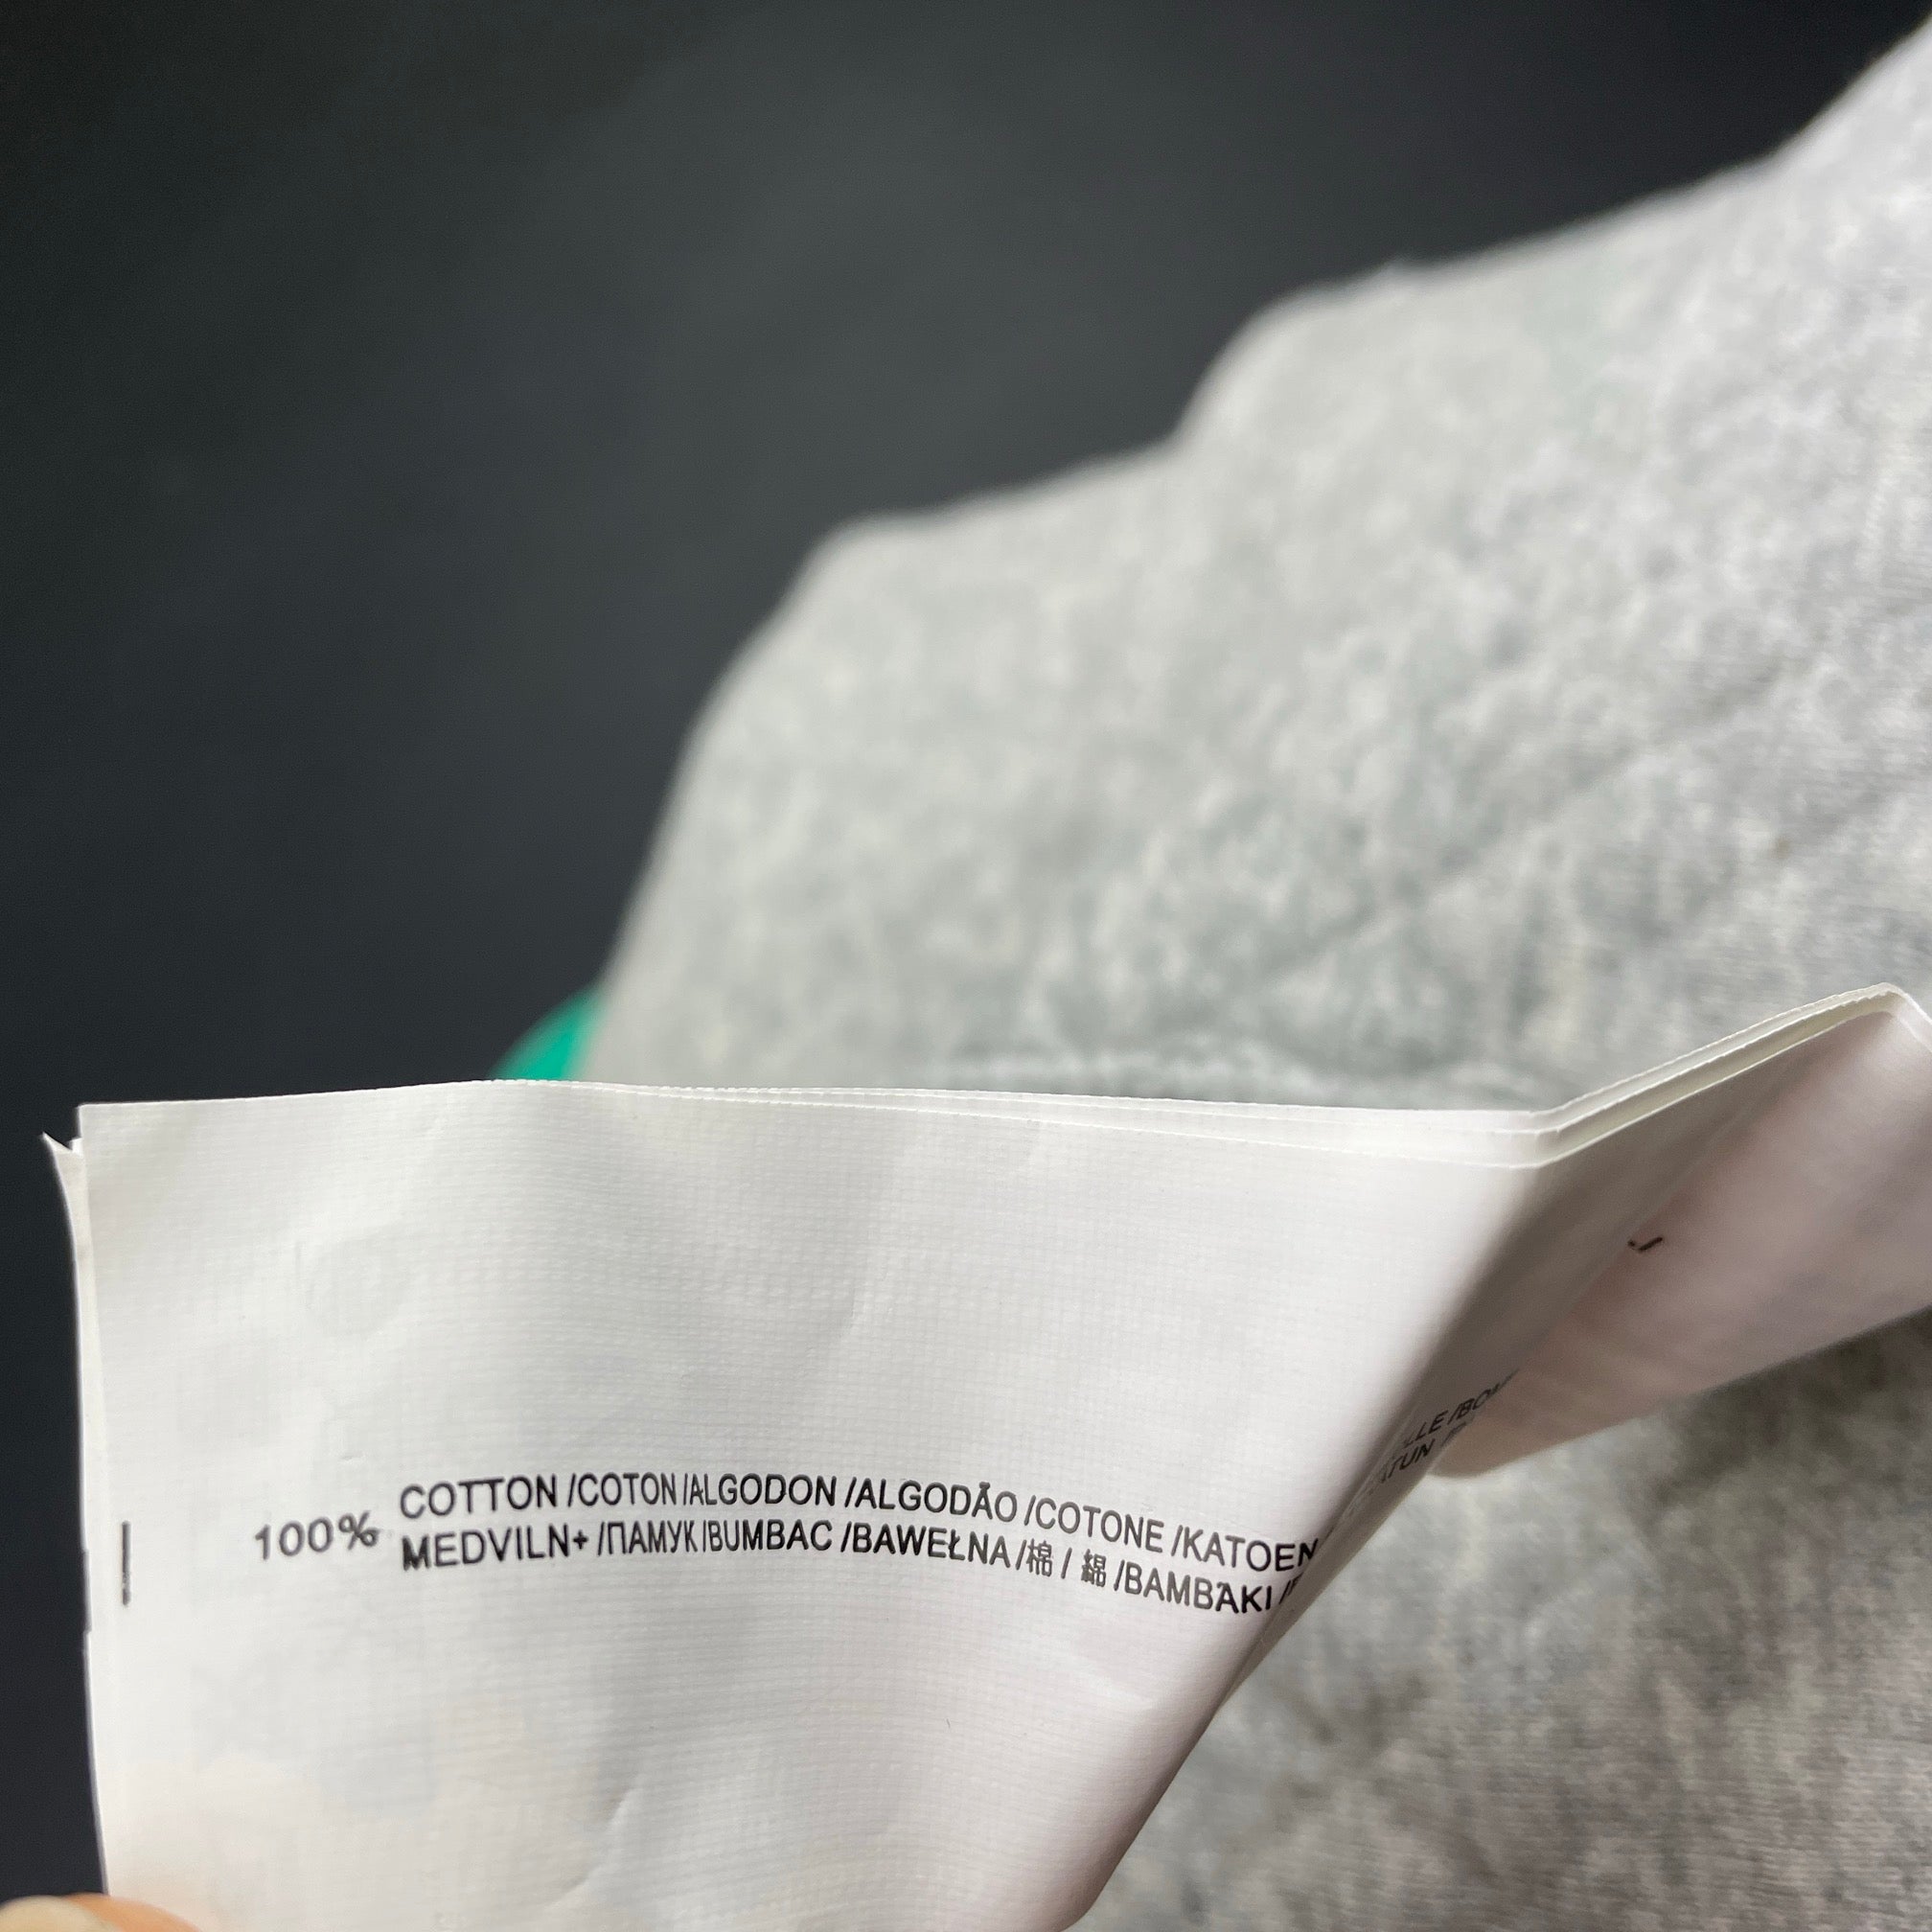 100% COTTON /COTON /ALGODON /ALGODÃO /COTONE /KATOEN
MEDVILN+ /ПАМУК /BUMBAC /BAWEŁNA /棉 / 綿 /BAMBAKI